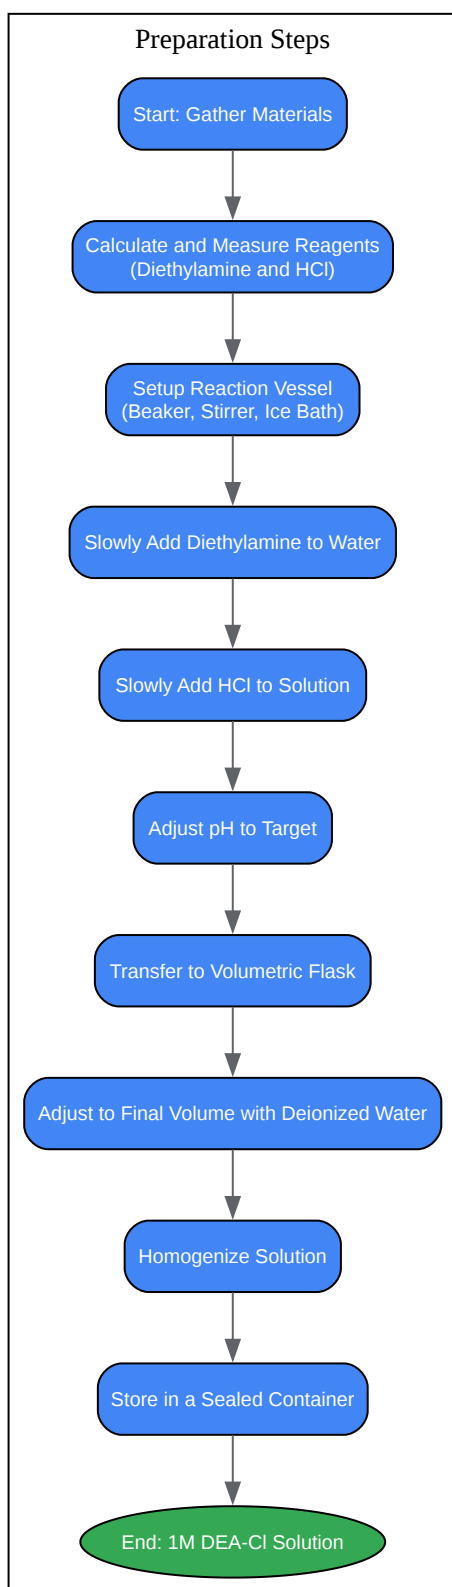 Preparation Steps
Start: Gather Materials
Calculate and Measure Reagents
(Diethylamine and HCl)
Setup Reaction Vessel
(Beaker, Stirrer, Ice Bath)
Slowly Add Diethylamine to Water
Slowly Add HCl to Solution
Adjust pH to Target
Transfer to Volumetric Flask
Adjust to Final Volume with Deionized Water
Homogenize Solution
Store in a Sealed Container
End: 1M DEA-Cl Solution